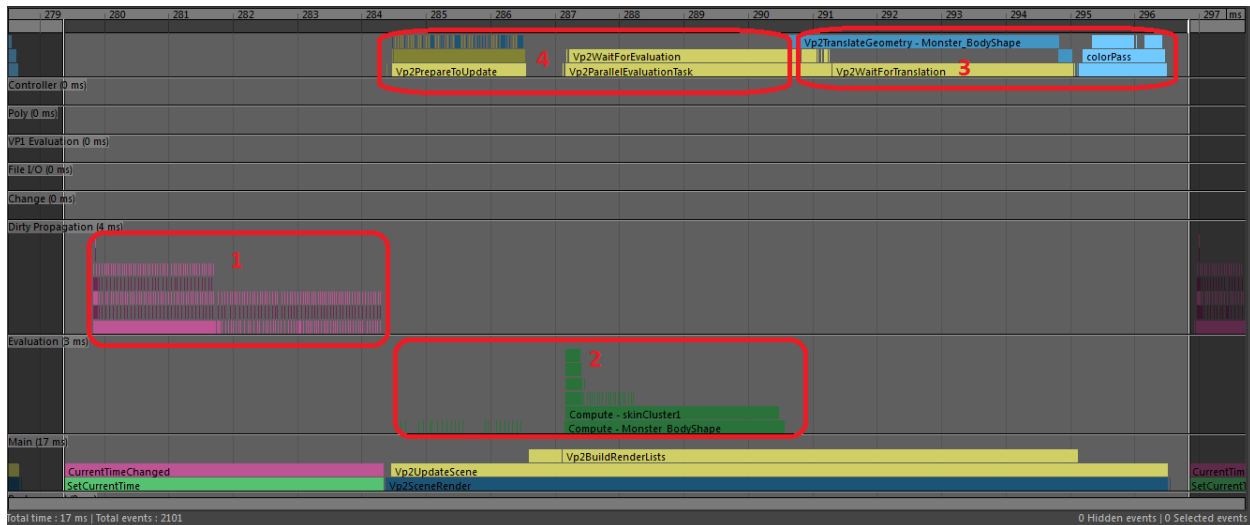 279 280 281 282 283 284 285 286 287 288 289 290 291 292 293 294 295 296 297 ms
Vp2TranslateGeometry - Monster_BodyShape
4 Vp2WaitForEvaluation colorPass
Vp2PrepareToUpdate Vp2ParallelEvaluationTask Vp2WaitForTranslation 3
Controller (0 ms)
Poly (0 ms)
VP1 Evaluation (0 ms)
File I/O (0 ms)
Change (0 ms)
Dirty Propagation (4 ms)
1
Evaluation (3 ms)
2
Compute - skinCluster1
Compute - Monster_BodyShape
Main (17 ms)
Vp2BuildRenderLists
CurrentTimeChanged Vp2UpdateScene CurrentTim
SetCurrentTime Vp2SceneRender SetCurrentT
Total time : 17 ms | Total events : 2101 0 Hidden events | 0 Selected events